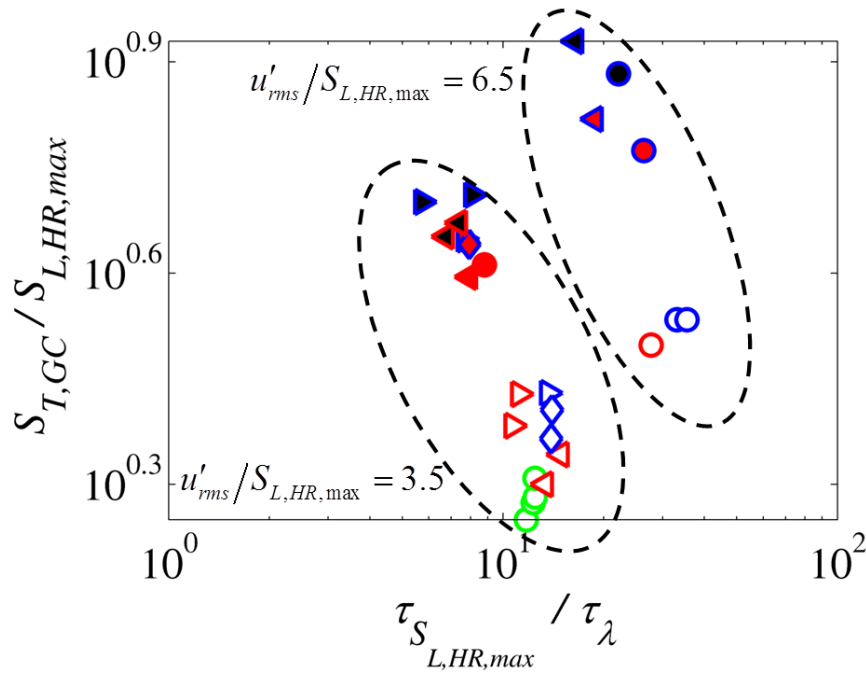 10^0.9
u'_rms/S_L,HR,max = 6.5
10^0.6
S_T,GC / S_L,HR,max
10^0.3
u'_rms/S_L,HR,max = 3.5
10^0 10^1 10^2
τ_S_L,HR,max / τ_λ